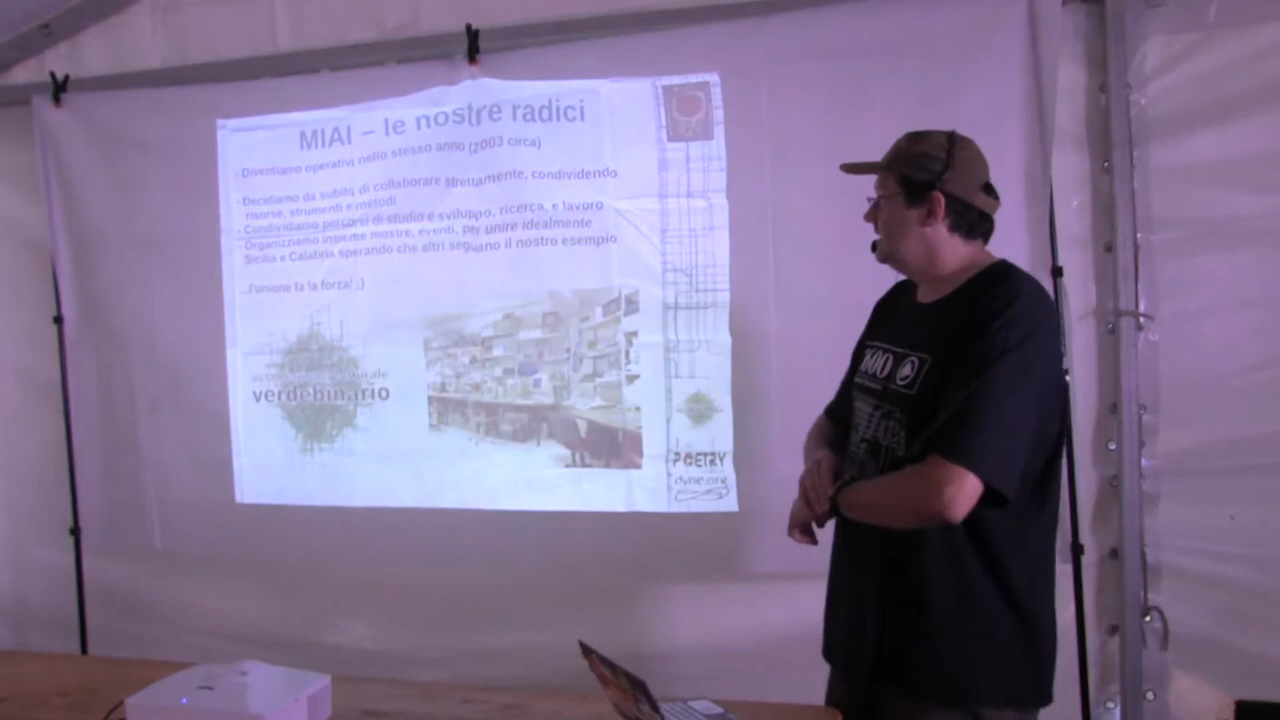 MIAI – le nostre radici
- Diventiamo operativi nello stesso anno (2003 circa)
- Decidiamo da subito di collaborare strettamente, condividendo
risorse, strumenti e metodi
- Condividiamo percorsi di studio e sviluppo, ricerca, e lavoro
- Organizziamo insieme mostre, eventi, per unire idealmente
Sicilia e Calabria sperando che altri seguano il nostro esempio
...l'unione fa la forza! ;)
verdebinario
POETRY
dyne.org
600